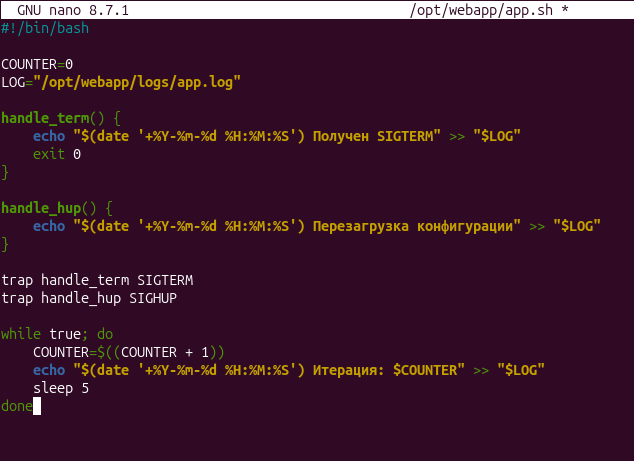 GNU nano 8.7.1 /opt/webapp/app.sh *
#!/bin/bash
COUNTER=0
LOG="/opt/webapp/logs/app.log"
handle_term() {
    echo "$(date '+%Y-%m-%d %H:%M:%S') Получен SIGTERM" >> "$LOG"
    exit 0
}
handle_hup() {
    echo "$(date '+%Y-%m-%d %H:%M:%S') Перезагрузка конфигурации" >> "$LOG"
}
trap handle_term SIGTERM
trap handle_hup SIGHUP
while true; do
    COUNTER=$((COUNTER + 1))
    echo "$(date '+%Y-%m-%d %H:%M:%S') Итерация: $COUNTER" >> "$LOG"
    sleep 5
done